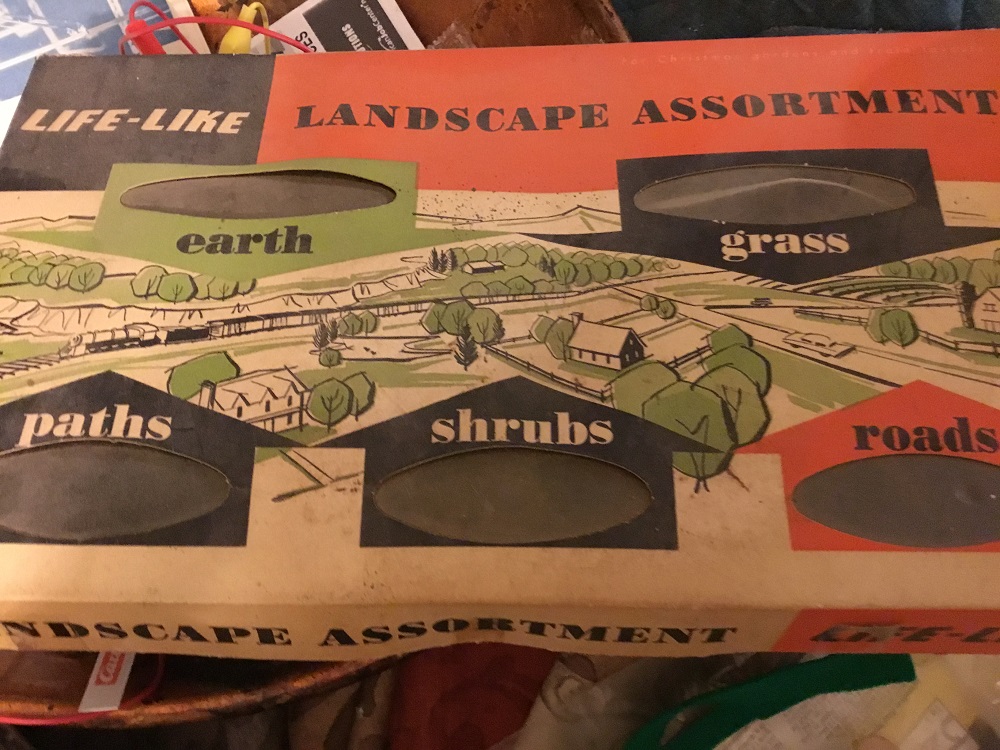 LIFE-LIKE
LANDSCAPE ASSORTMENT
earth
grass
paths
shrubs
roads
NDSCAPE ASSORTMENT